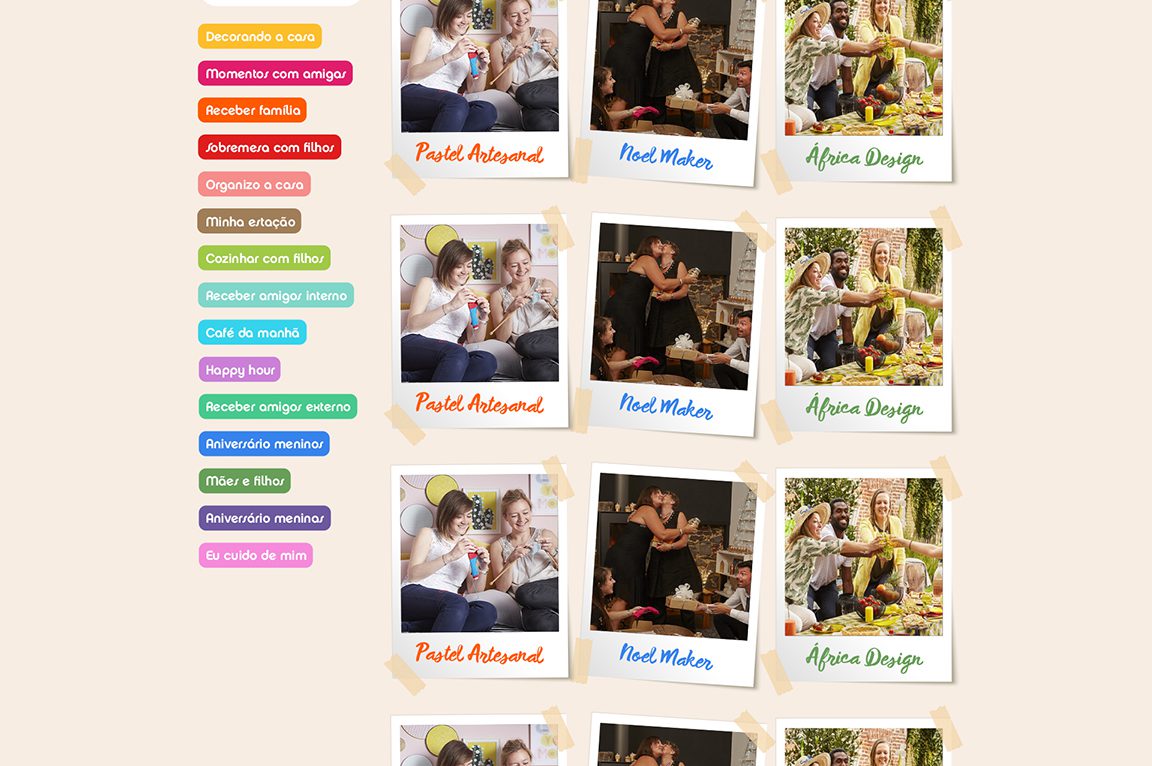 Decorando a casa
Momentos com amigas
Receber família
Sobremesa com filhos
Organizo a casa
Minha estação
Cozinhar com filhos
Receber amigos interno
Café da manhã
Happy hour
Receber amigos externo
Aniversário meninos
Mães e filhos
Aniversário meninas
Eu cuido de mim
Pastel Artesanal
Noel Maker
África Design
Pastel Artesanal
Noel Maker
África Design
Pastel Artesanal
Noel Maker
África Design